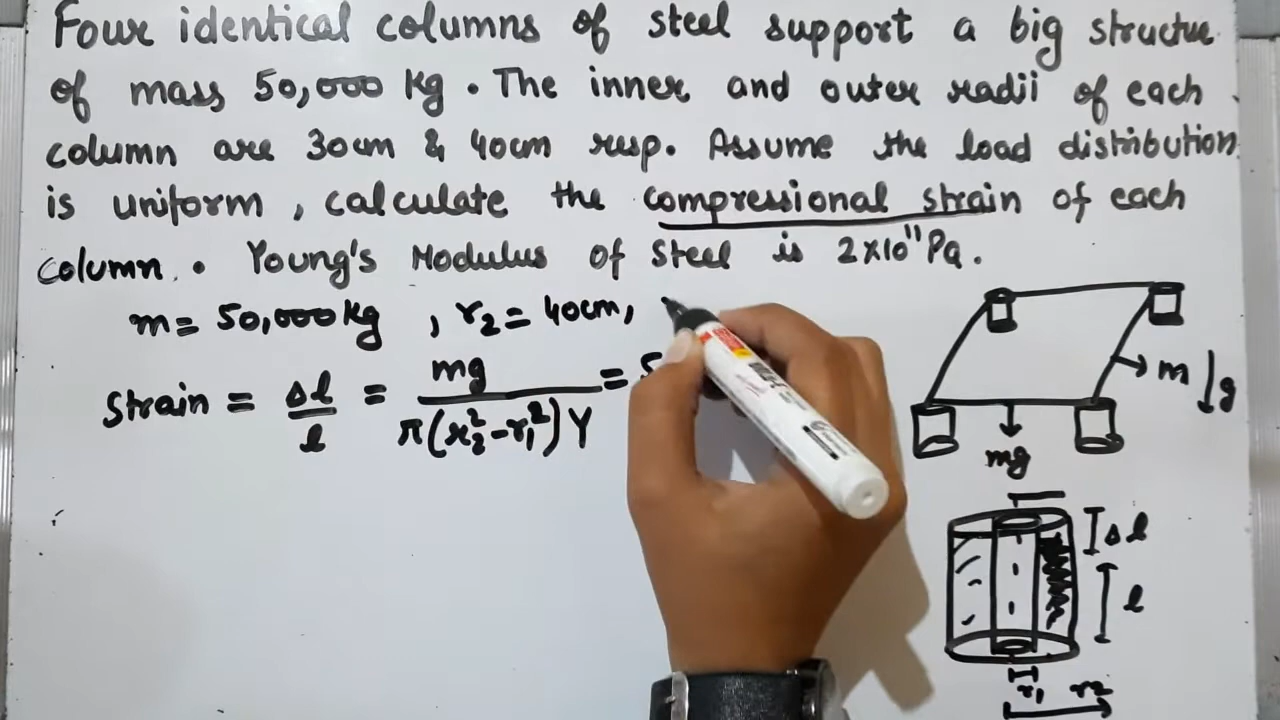 Four identical columns of steel support a big structue
of mass 50,000 Kg. The inner and outer radii of each
column are 30cm & 40cm resp. Assume the load distribution
is uniform, calculate the compressional strain of each
column. Young's Modulus of Steel is 2x10¹¹ Pa.
m = 50,000 kg , r₂ = 40cm,
Strain = Δl/l = mg/π(r₂²-r₁²)Y = 5
m
g
mg
Δl
l
r₁ r₂